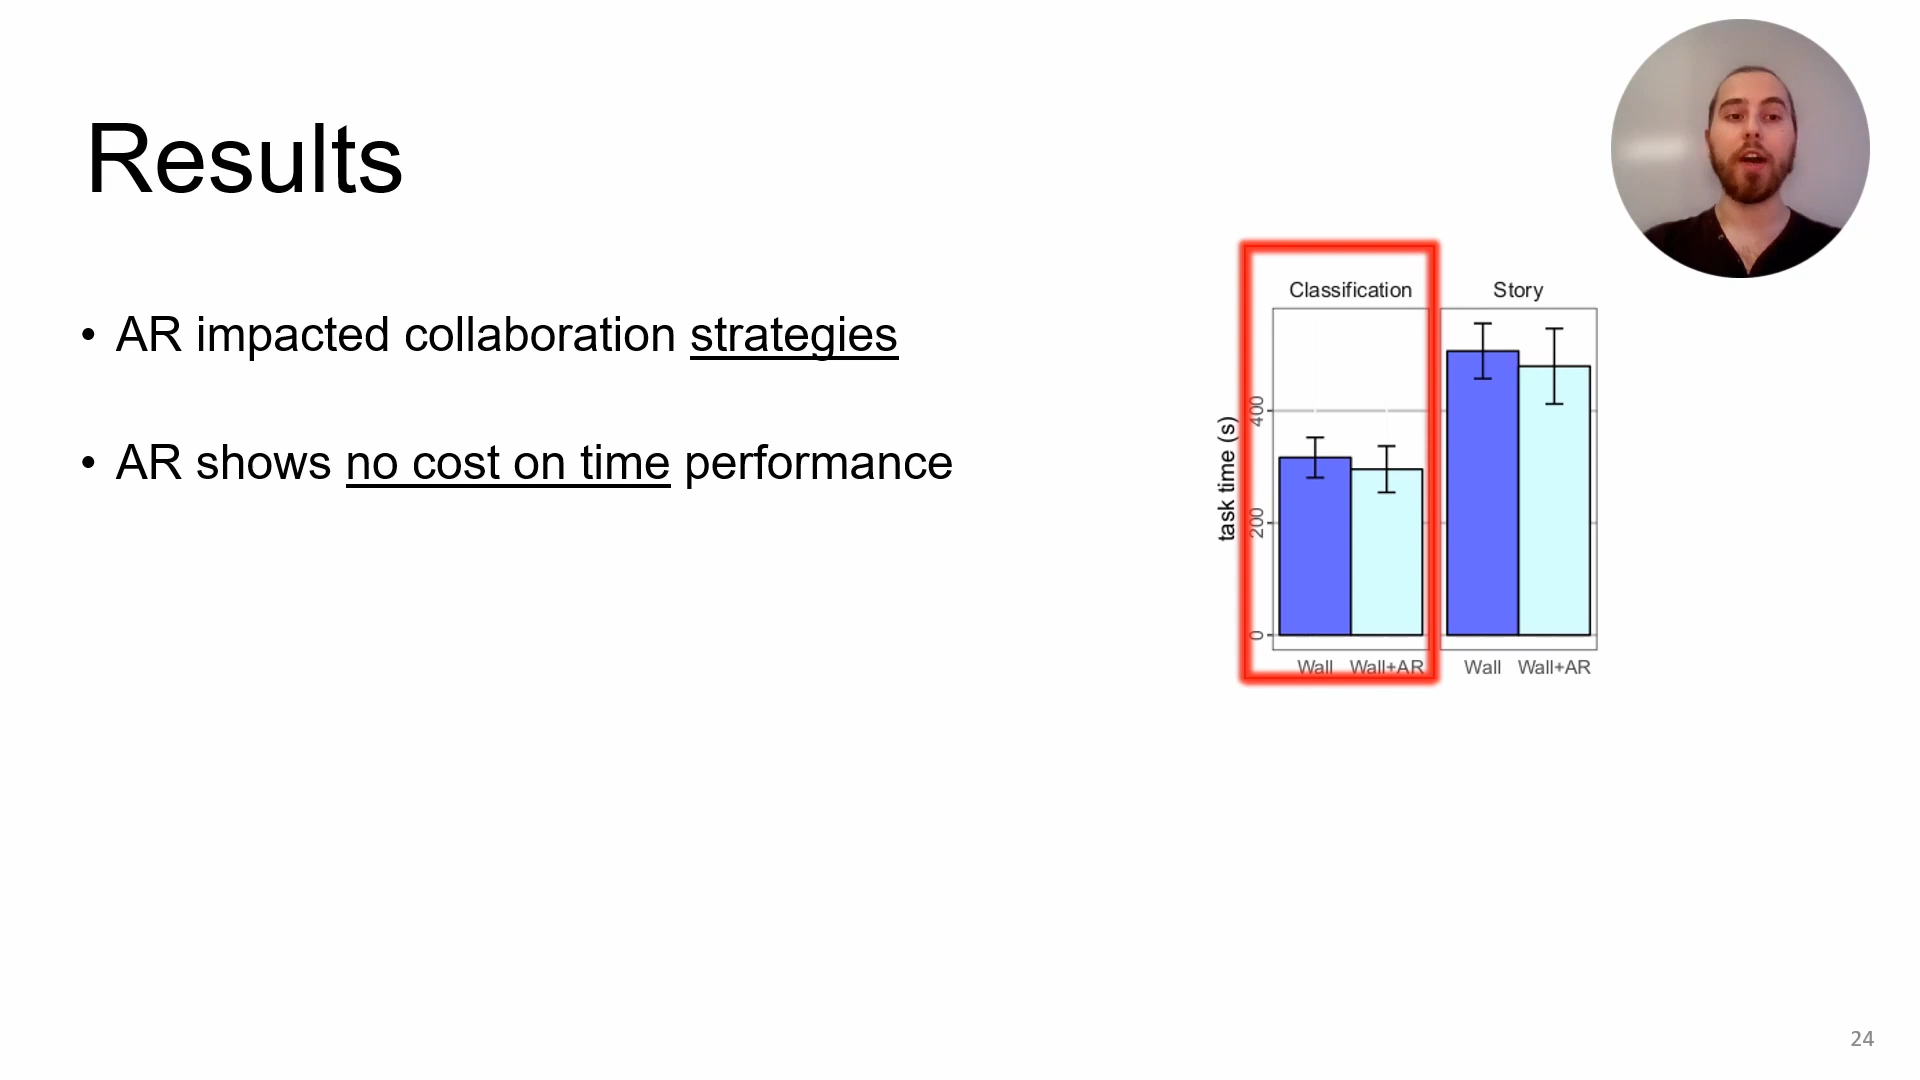 Results
• AR impacted collaboration strategies
• AR shows no cost on time performance
Classification Story
task time (s)
400
200
0
Wall Wall+AR Wall Wall+AR
24